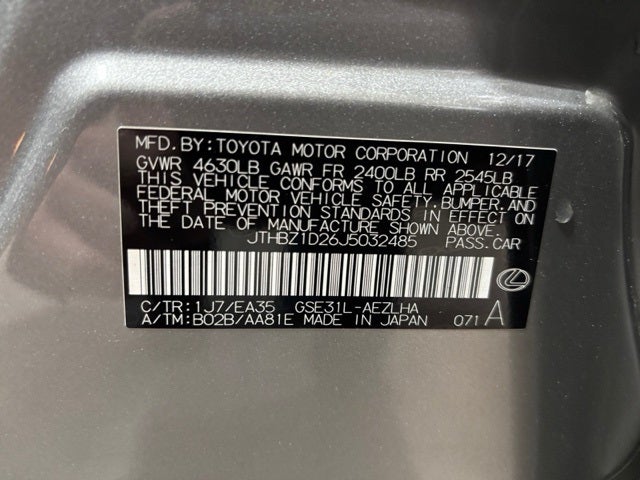 MFD.BY:TOYOTA MOTOR CORPORATION 12/17
GVWR 4630LB GAWR FR 2400LB RR 2545LB
THIS VEHICLE CONFORMS TO ALL APPLICABLE
FEDERAL MOTOR VEHICLE SAFETY,BUMPER,AND
THEFT PREVENTION STANDARDS IN EFFECT ON
THE DATE OF MANUFACTURE SHOWN ABOVE.
JTHBZ1D26J5032485 PASS.CAR
C/TR:1J7/EA35 GSE31L-AEZLHA
A/TM:B02B/AA81E MADE IN JAPAN 071 A